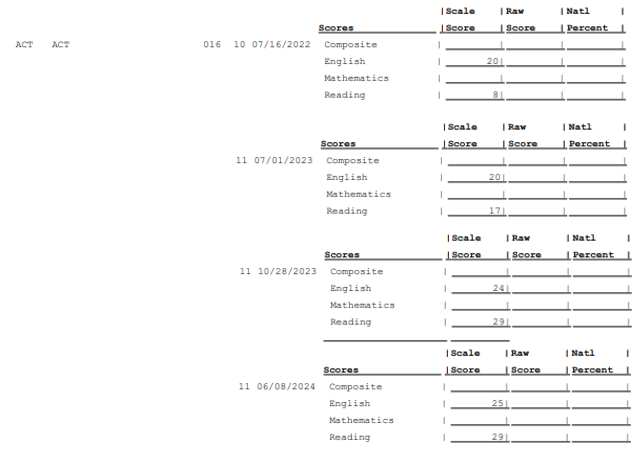 Scale Raw Natl
Scores Score Score Percent
ACT ACT 016 10 07/16/2022 Composite
English 20
Mathematics
Reading 8
Scale Raw Natl
Scores Score Score Percent
11 07/01/2023 Composite
English 20
Mathematics
Reading 17
Scale Raw Natl
Scores Score Score Percent
11 10/28/2023 Composite
English 24
Mathematics
Reading 29
Scale Raw Natl
Scores Score Score Percent
11 06/08/2024 Composite
English 25
Mathematics
Reading 29